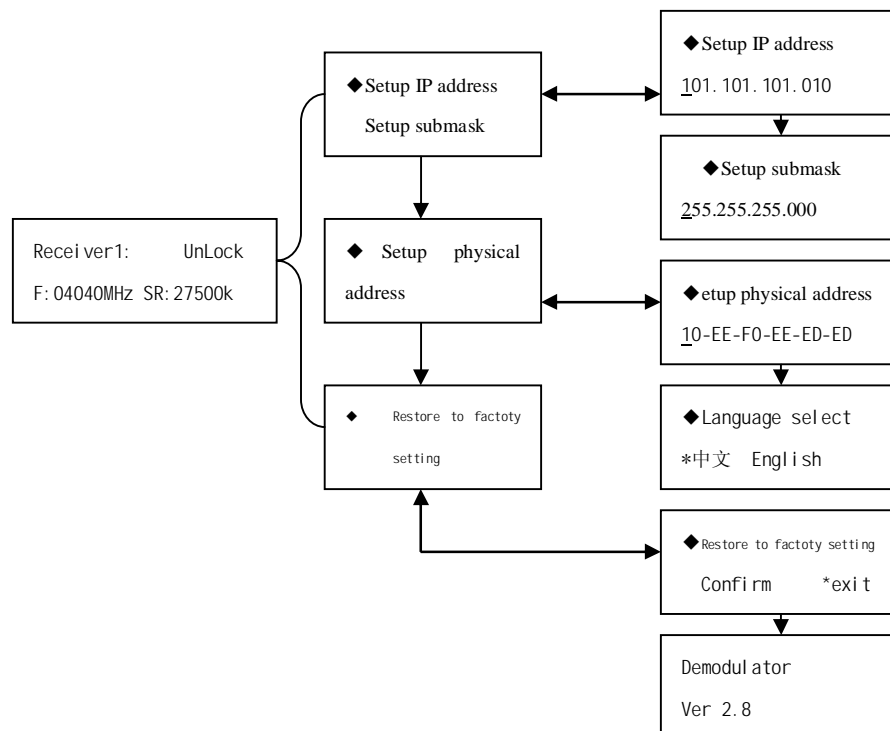 Receiver1: UnLock
F:04040MHz SR:27500k
◆Setup IP address
Setup submask
◆ Setup physical
address
◆ Restore to factoty
setting
◆Setup IP address
101.101.101.010
◆Setup submask
255.255.255.000
◆etup physical address
10-EE-F0-EE-ED-ED
◆Language select
*中文 English
◆Restore to factoty setting
Confirm *exit
Demodulator
Ver 2.8